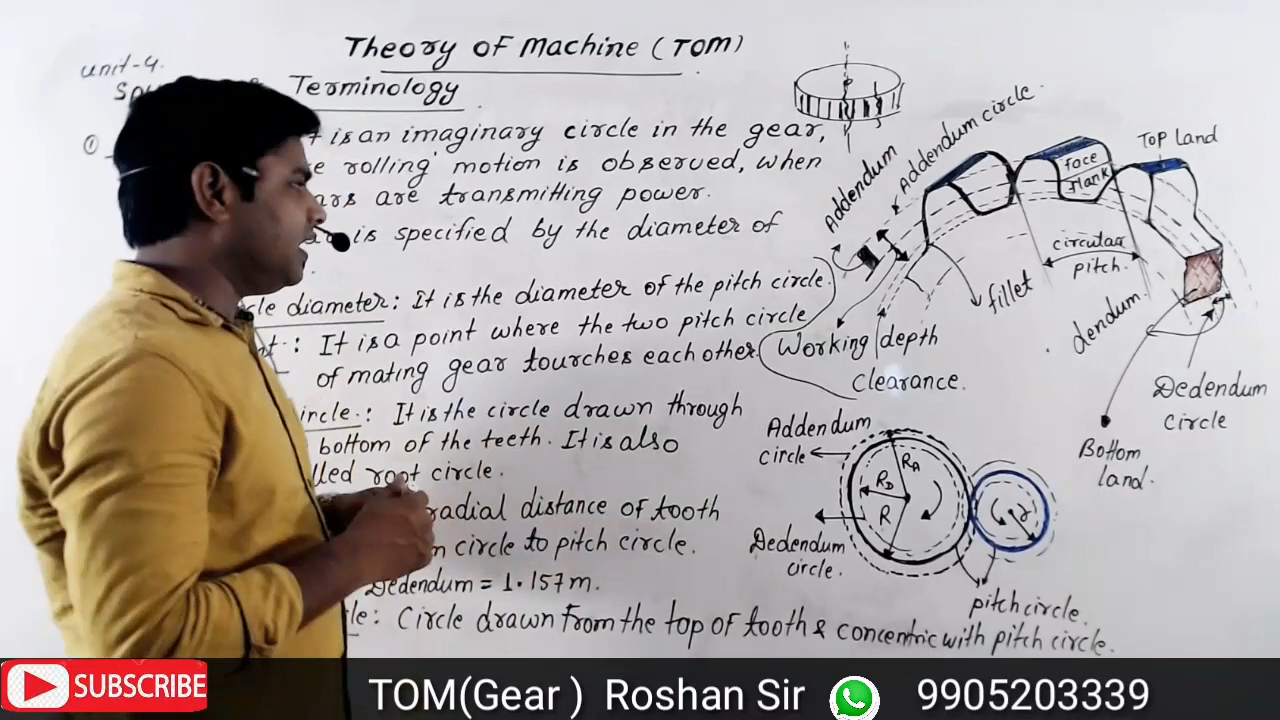 Theory of Machine (TOM)
unit-4.
Terminology
① It is an imaginary circle in the gear,
rolling motion is observed, when
are transmitting power.
is specified by the diameter of
diameter: It is the diameter of the pitch circle.
: It is a point where the two pitch circle
of mating gear tourches each other.
: It is the circle drawn through
bottom of the teeth. It is also
root circle.
radial distance of tooth
circle to pitch circle.
Dedendum = 1.157m.
: Circle drawn from the top of tooth & concentric with pitch circle.
Addendum
Addendum circle.
Top Land
Face
flank
circular
pitch.
fillet
dendum.
Working depth
Clearance.
Dedendum
Circle
Bottom
land.
Addendum
circle
RA
RD
R
r
Dedendum
circle.
pitch circle.
SUBSCRIBE
TOM(Gear ) Roshan Sir 9905203339